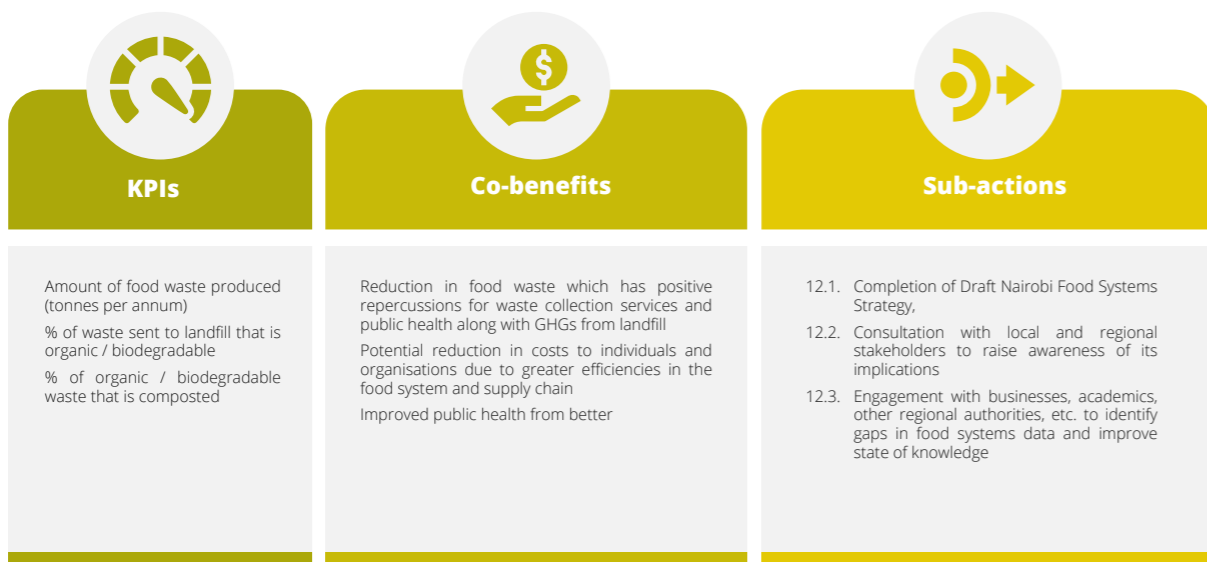 KPIs
Amount of food waste produced
(tonnes per annum)
% of waste sent to landfill that is
organic / biodegradable
% of organic / biodegradable
waste that is composted
$
Co-benefits
Reduction in food waste which has positive
repercussions for waste collection services and
public health along with GHGs from landfill
Potential reduction in costs to individuals and
organisations due to greater efficiencies in the
food system and supply chain
Improved public health from better
Sub-actions
12.1. Completion of Draft Nairobi Food Systems
Strategy,
12.2. Consultation with local and regional
stakeholders to raise awareness of its
implications
12.3. Engagement with businesses, academics,
other regional authorities, etc. to identify
gaps in food systems data and improve
state of knowledge